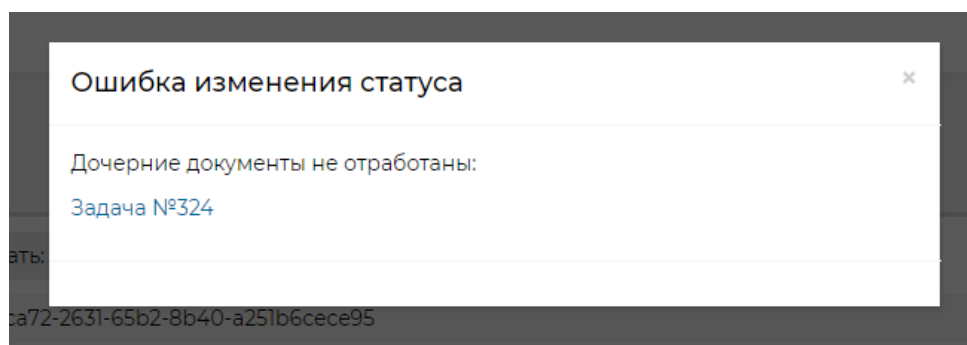 Ошибка изменения статуса
×
Дочерние документы не отработаны:
Задача №324
ать:
ca72-2631-65b2-8b40-a251b6cece95